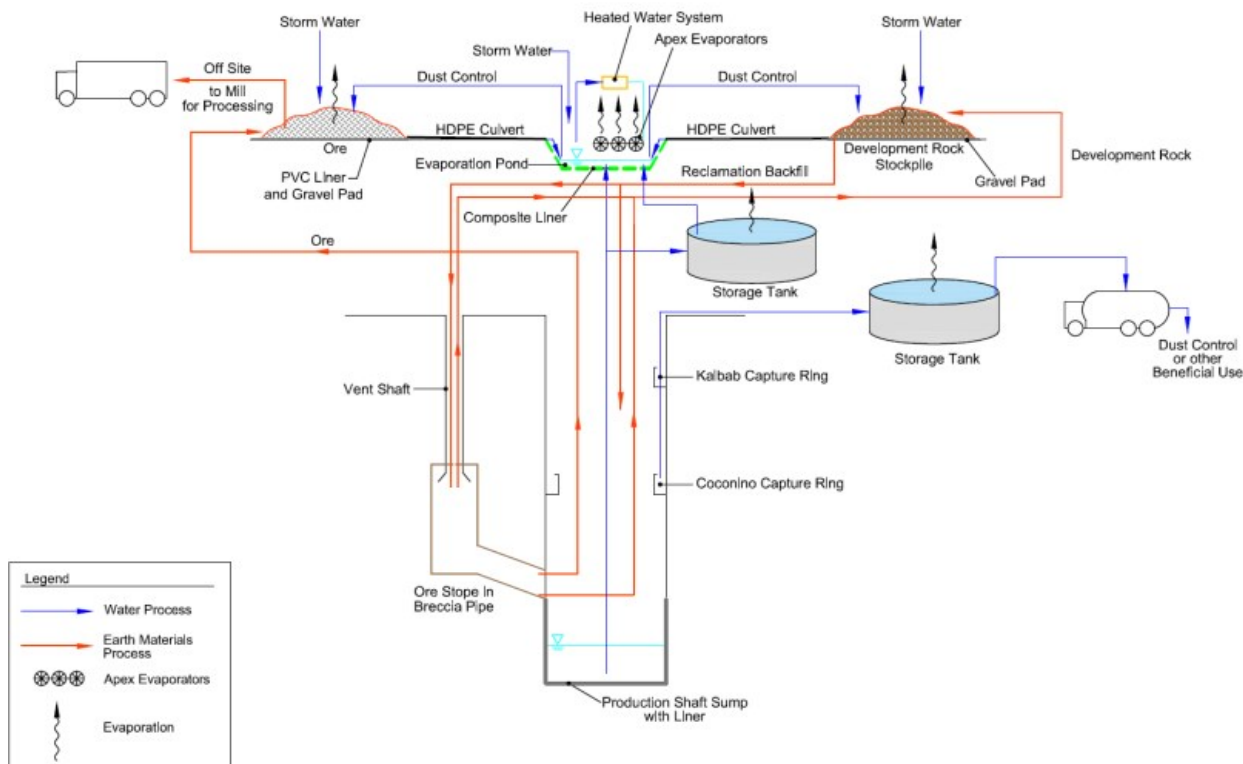 Heated Water System
Storm Water
Apex Evaporators
Storm Water
Storm Water
Off Site
to Mill
for Processing
Dust Control
Dust Control
HDPE Culvert
HDPE Culvert
Ore
Evaporation Pond
Development Rock
Stockpile
Development Rock
PVC Liner
and Gravel Pad
Reclamation Backfill
Gravel Pad
Composite Liner
Ore
Storage Tank
Storage Tank
Dust Control
or other
Beneficial Use
Vent Shaft
Kaibab Capture Ring
Coconino Capture Ring
Ore Stope in
Breccia Pipe
Production Shaft Sump
with Liner
Legend
Water Process
Earth Materials
Process
Apex Evaporators
Evaporation